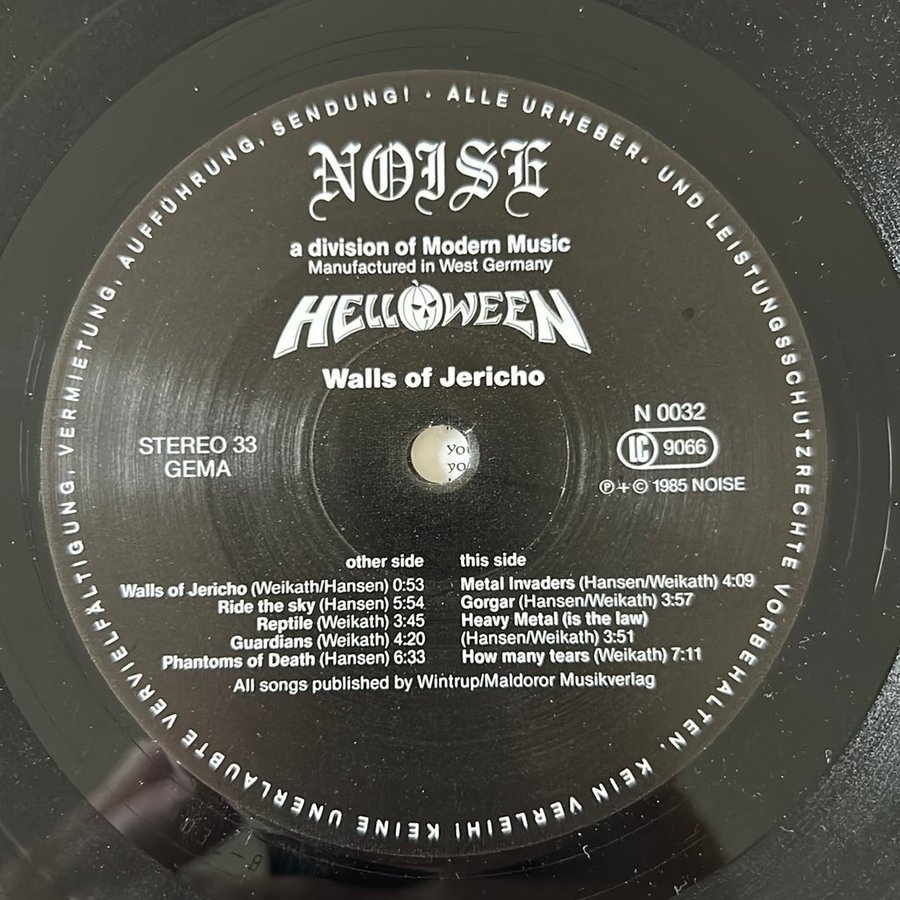 ALLE URHEBER- UND LEISTUNGSSCHUTZRECHTE VORBEHALTEN. KEIN VERLEIH! KEINE UNERLAUBTE VERVIELFÄLTIGUNG, VERMIETUNG, AUFFÜHRUNG, SENDUNG! ·
NOISE
a division of Modern Music
Manufactured in West Germany
HELLOWEEN
Walls of Jericho
STEREO 33
GEMA
N 0032
LC 9066
℗+© 1985 NOISE
yo
yo
other side
Walls of Jericho (Weikath/Hansen) 0:53
Ride the sky (Hansen) 5:54
Reptile (Weikath) 3:45
Guardians (Weikath) 4:20
Phantoms of Death (Hansen) 6:33
this side
Metal Invaders (Hansen/Weikath) 4:09
Gorgar (Hansen/Weikath) 3:57
Heavy Metal (is the law)
(Hansen/Weikath) 3:51
How many tears (Weikath) 7:11
All songs published by Wintrup/Maldoror Musikverlag